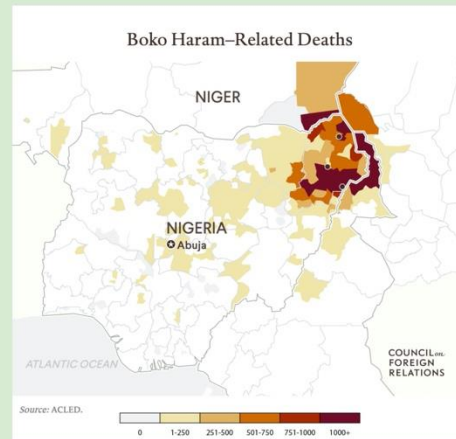 Boko Haram–Related Deaths
NIGER
NIGERIA
Abuja
ATLANTIC OCEAN
COUNCIL on
FOREIGN
RELATIONS
Source: ACLED.
0 1-250 251-500 501-750 751-1000 1000+